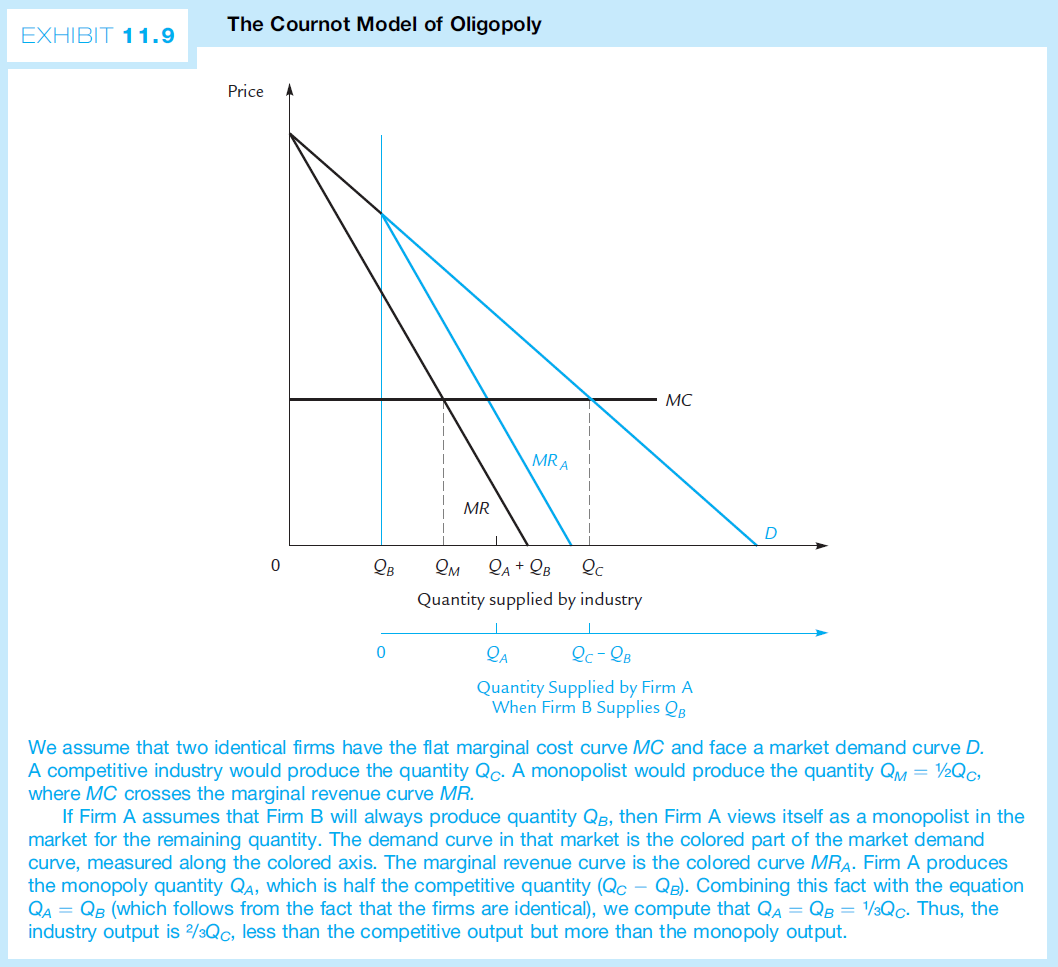 EXHIBIT 11.9
The Cournot Model of Oligopoly
Price
MC
MR_A
MR
D
0
Q_B
Q_M
Q_A + Q_B
Q_C
Quantity supplied by industry
0
Q_A
Q_C – Q_B
Quantity Supplied by Firm A
When Firm B Supplies Q_B
We assume that two identical firms have the flat marginal cost curve MC and face a market demand curve D.
A competitive industry would produce the quantity Q_C. A monopolist would produce the quantity Q_M = ½Q_C,
where MC crosses the marginal revenue curve MR.
If Firm A assumes that Firm B will always produce quantity Q_B, then Firm A views itself as a monopolist in the
market for the remaining quantity. The demand curve in that market is the colored part of the market demand
curve, measured along the colored axis. The marginal revenue curve is the colored curve MR_A. Firm A produces
the monopoly quantity Q_A, which is half the competitive quantity (Q_C – Q_B). Combining this fact with the equation
Q_A = Q_B (which follows from the fact that the firms are identical), we compute that Q_A = Q_B = ⅓Q_C. Thus, the
industry output is ⅔Q_C, less than the competitive output but more than the monopoly output.